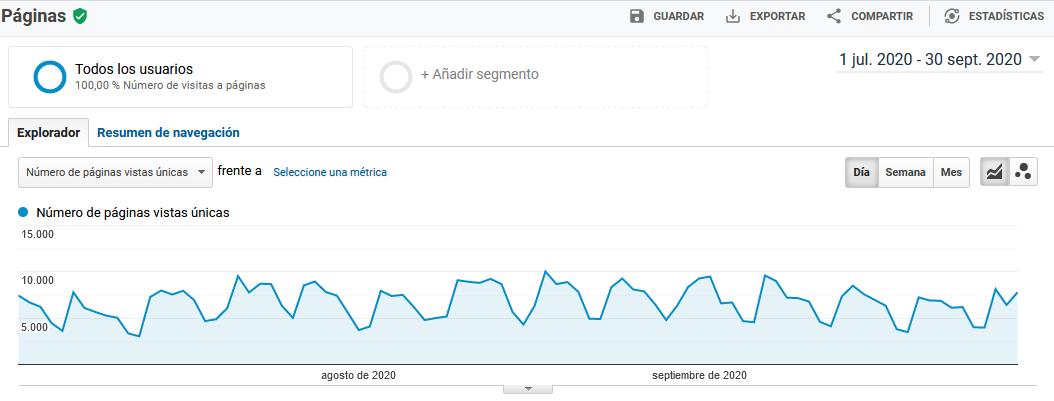 Páginas
GUARDAR
EXPORTAR
COMPARTIR
ESTADÍSTICAS
Todos los usuarios
100,00 % Número de visitas a páginas
+ Añadir segmento
1 jul. 2020 - 30 sept. 2020
Explorador
Resumen de navegación
Número de páginas vistas únicas
frente a
Seleccione una métrica
Día
Semana
Mes
Número de páginas vistas únicas
15.000
10.000
5.000
agosto de 2020
septiembre de 2020